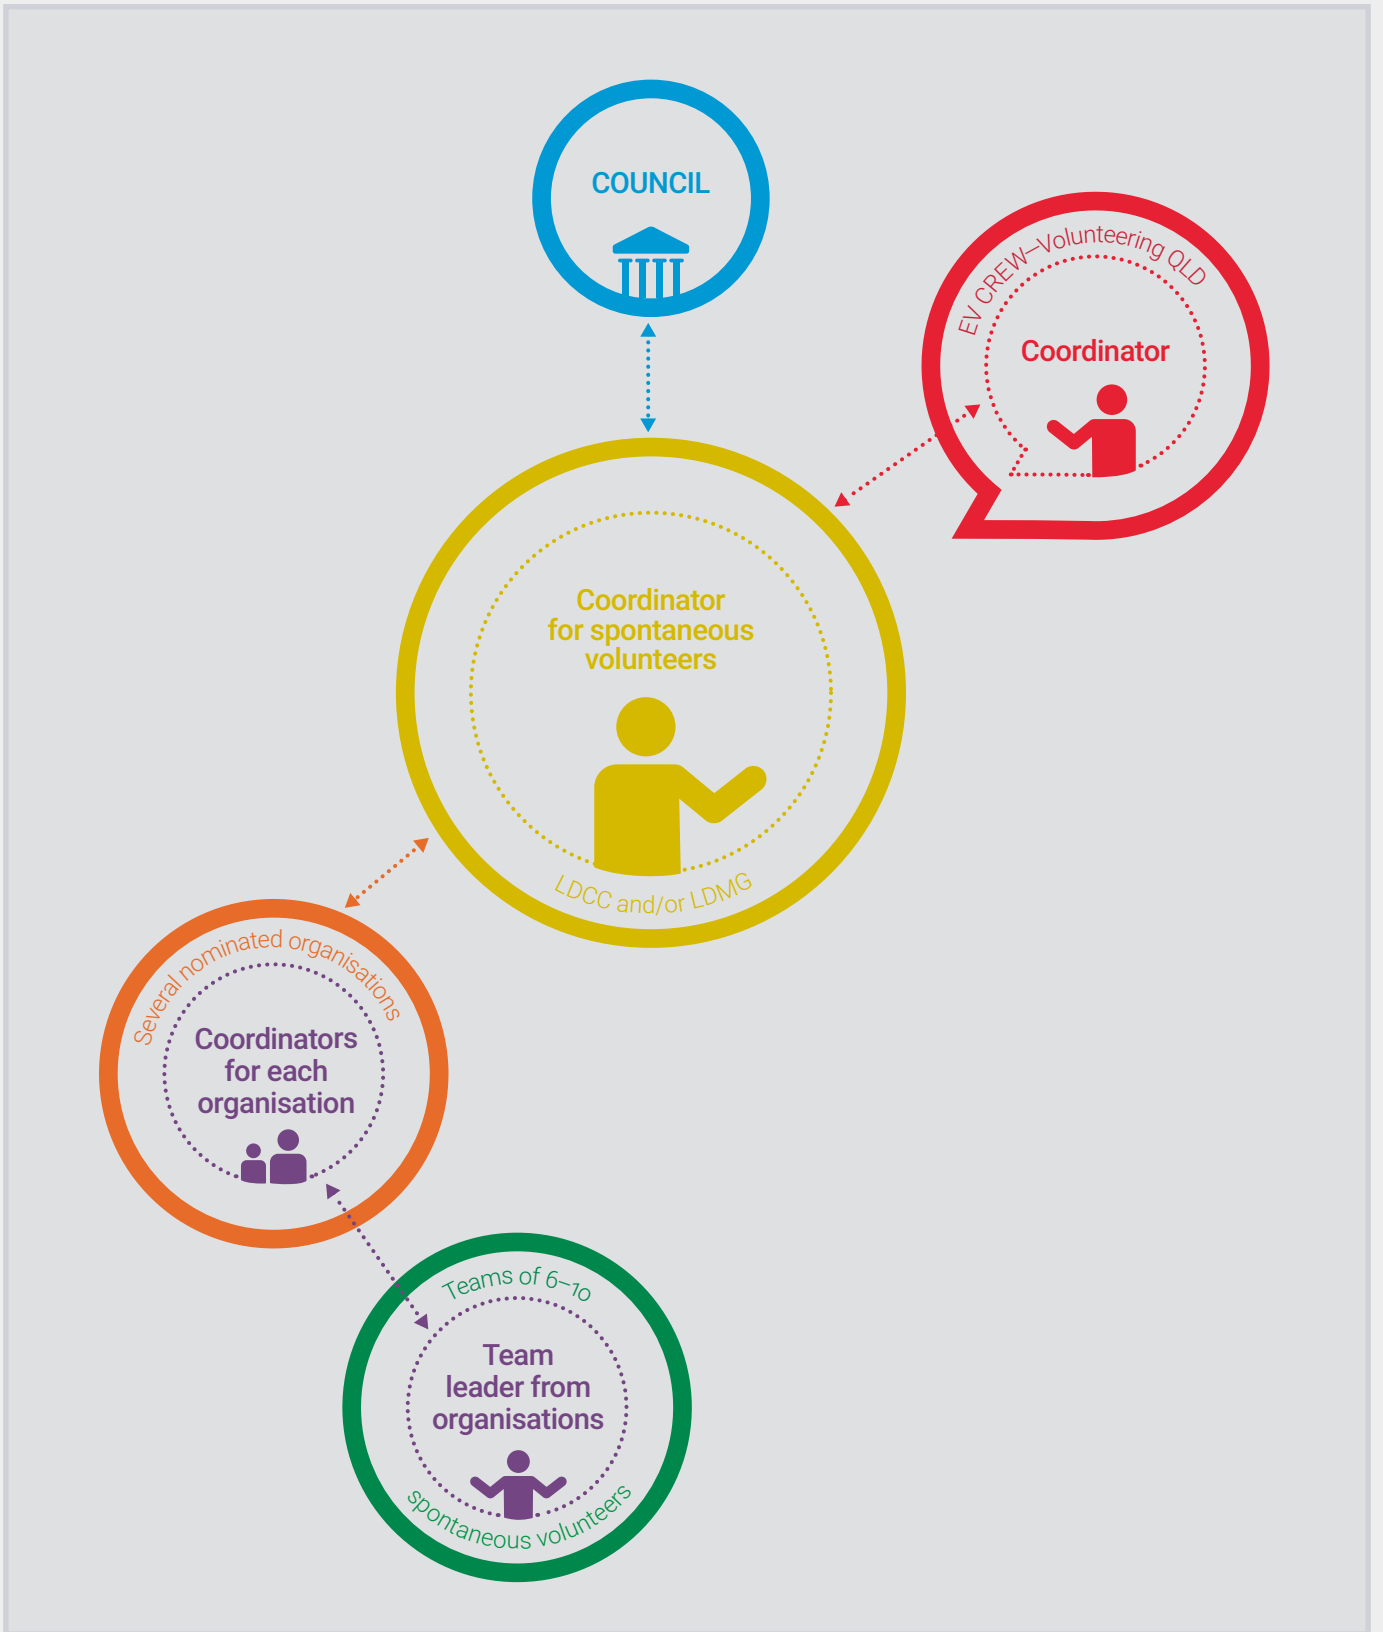 COUNCIL
EV CREW—Volunteering QLD
Coordinator
Coordinator
for spontaneous
volunteers
LDCC and/or LDMG
Several nominated organisations
Coordinators
for each
organisation
Teams of 6–10
Team
leader from
organisations
spontaneous volunteers